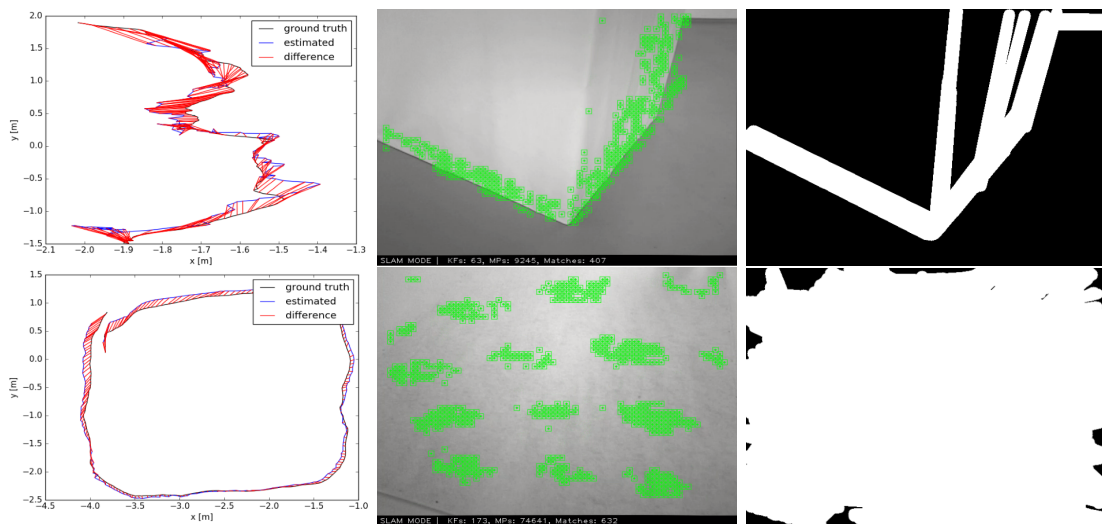 2.0
1.5
1.0
0.5
0.0
−0.5
−1.0
−1.5
y [m]
−2.1 −2.0 −1.9 −1.8 −1.7 −1.6 −1.5 −1.4 −1.3
x [m]
ground truth
estimated
difference
SLAM MODE | KFs: 63, MPs: 9245, Matches: 407
1.5
1.0
0.5
0.0
−0.5
−1.0
−1.5
−2.0
−2.5
y [m]
−4.5 −4.0 −3.5 −3.0 −2.5 −2.0 −1.5 −1.0
x [m]
ground truth
estimated
difference
SLAM MODE | KFs: 173, MPs: 74641, Matches: 632